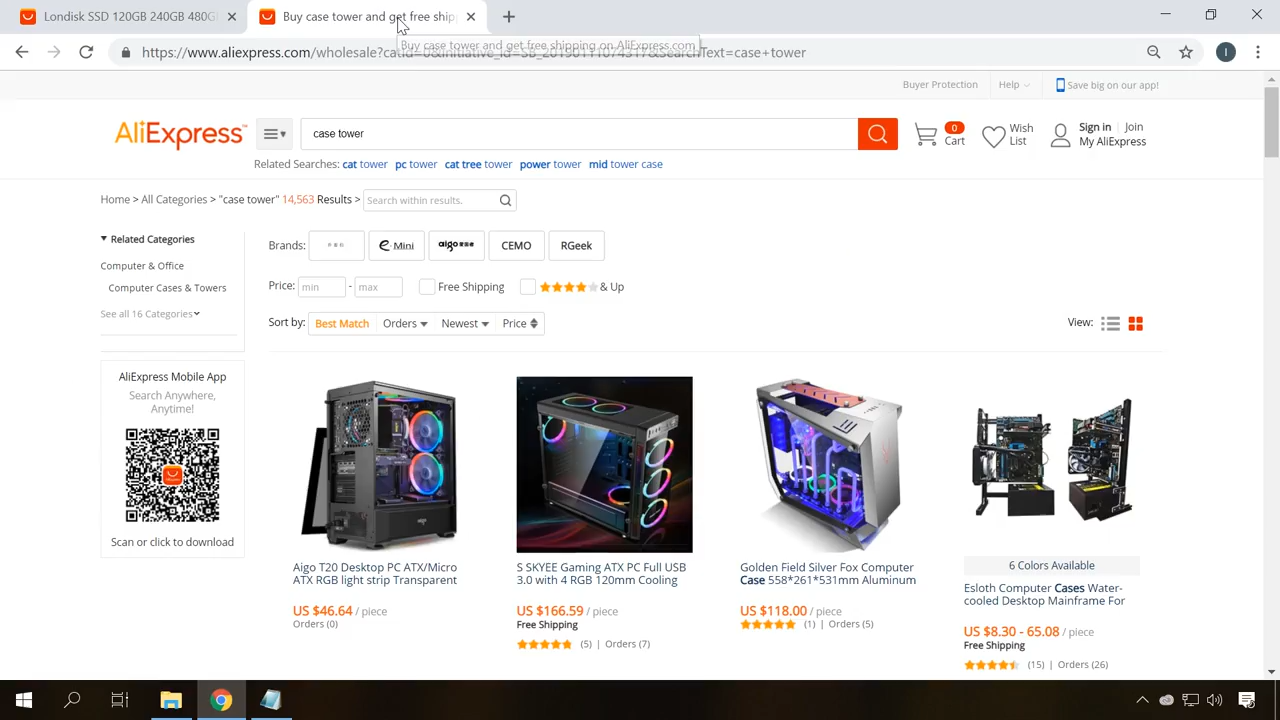 Londisk SSD 120GB 240GB 480G
Buy case tower and get free ship
Buy case tower and get free shipping on AliExpress.com
https://www.aliexpress.com/wholesale?catId=0&initiative_id=SB_20190111074317&SearchText=case+tower
I
Buyer Protection
Help
Save big on our app!
AliExpress™
case tower
0
Cart
Wish
List
Sign in
Join
My AliExpress
Related Searches: cat tower pc tower cat tree tower power tower mid tower case
Home > All Categories > "case tower" 14,563 Results >
Search within results.
Related Categories
Computer & Office
Computer Cases & Towers
See all 16 Categories
Brands:
e Mini
aigo
CEMO
RGeek
Price: min - max
Free Shipping
& Up
Sort by: Best Match Orders Newest Price
View:
AliExpress Mobile App
Search Anywhere,
Anytime!
Scan or click to download
Aigo T20 Desktop PC ATX/Micro
ATX RGB light strip Transparent
US $46.64 / piece
Orders (0)
S SKYEE Gaming ATX PC Full USB
3.0 with 4 RGB 120mm Cooling
US $166.59 / piece
Free Shipping
(5) | Orders (7)
Golden Field Silver Fox Computer
Case 558*261*531mm Aluminum
US $118.00 / piece
(1) | Orders (5)
6 Colors Available
Esloth Computer Cases Water-
cooled Desktop Mainframe For
US $8.30 - 65.08 / piece
Free Shipping
(15) | Orders (26)